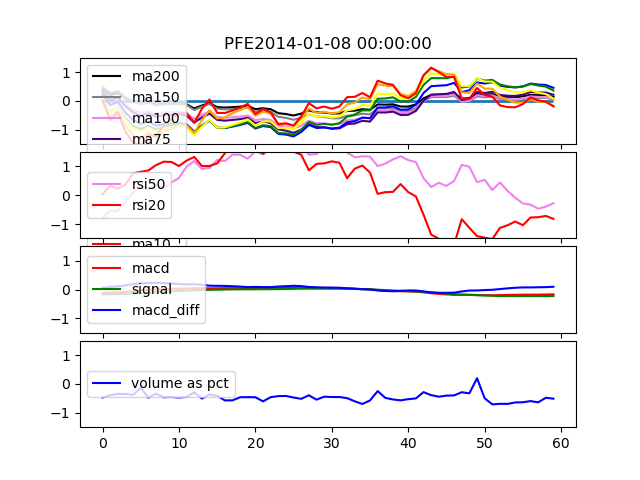 PFE2014-01-08 00:00:00
1
0
−1
ma200
ma150
ma100
ma75
1
0
−1
rsi50
rsi20
ma10
1
0
−1
macd
signal
macd_diff
1
0
−1
volume as pct
0 10 20 30 40 50 60